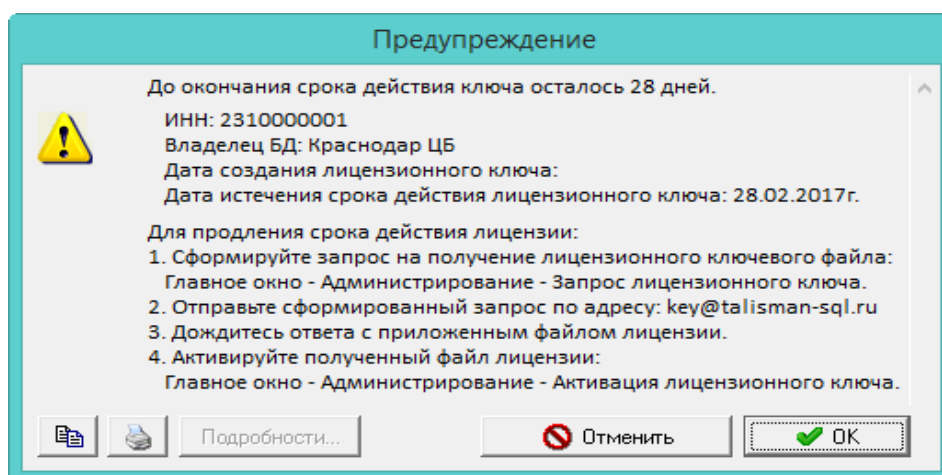 Предупреждение
До окончания срока действия ключа осталось 28 дней.
ИНН: 2310000001
Владелец БД: Краснодар ЦБ
Дата создания лицензионного ключа:
Дата истечения срока действия лицензионного ключа: 28.02.2017г.
Для продления срока действия лицензии:
1. Сформируйте запрос на получение лицензионного ключевого файла:
Главное окно - Администрирование - Запрос лицензионного ключа.
2. Отправьте сформированный запрос по адресу: key@talisman-sql.ru
3. Дождитесь ответа с приложенным файлом лицензии.
4. Активируйте полученный файл лицензии:
Главное окно - Администрирование - Активация лицензионного ключа.
Подробности... Отменить OK